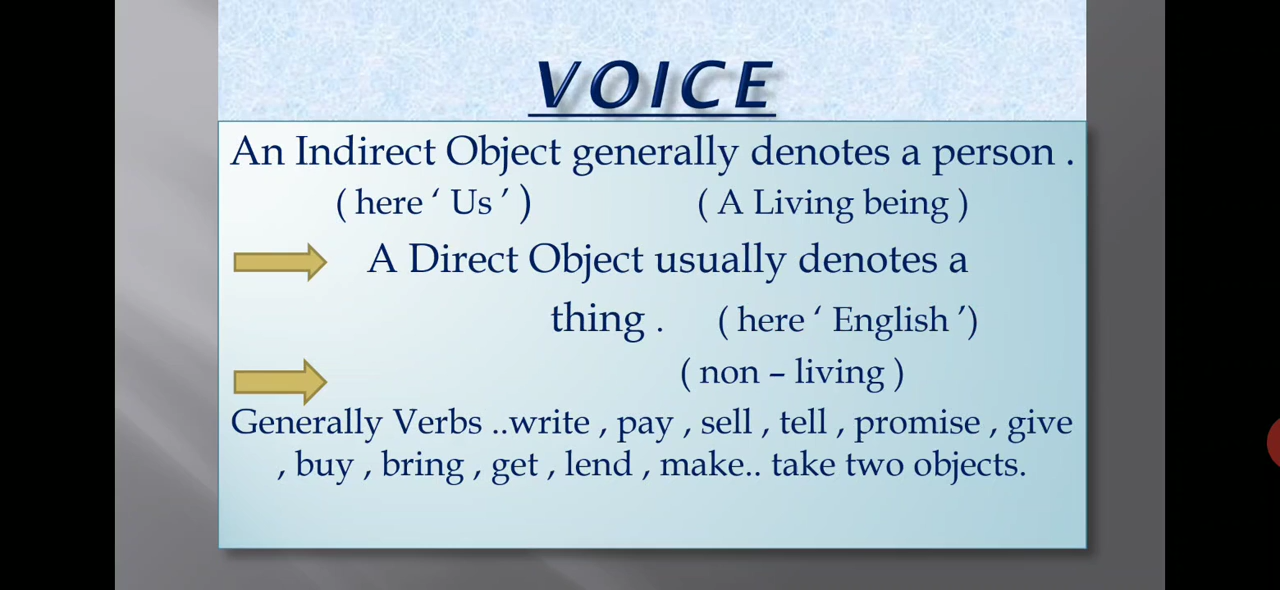 VOICE
An Indirect Object generally denotes a person .
( here ‘ Us ’ ) ( A Living being )
A Direct Object usually denotes a
thing . ( here ‘ English ’)
( non – living )
Generally Verbs ..write , pay , sell , tell , promise , give
, buy , bring , get , lend , make.. take two objects.